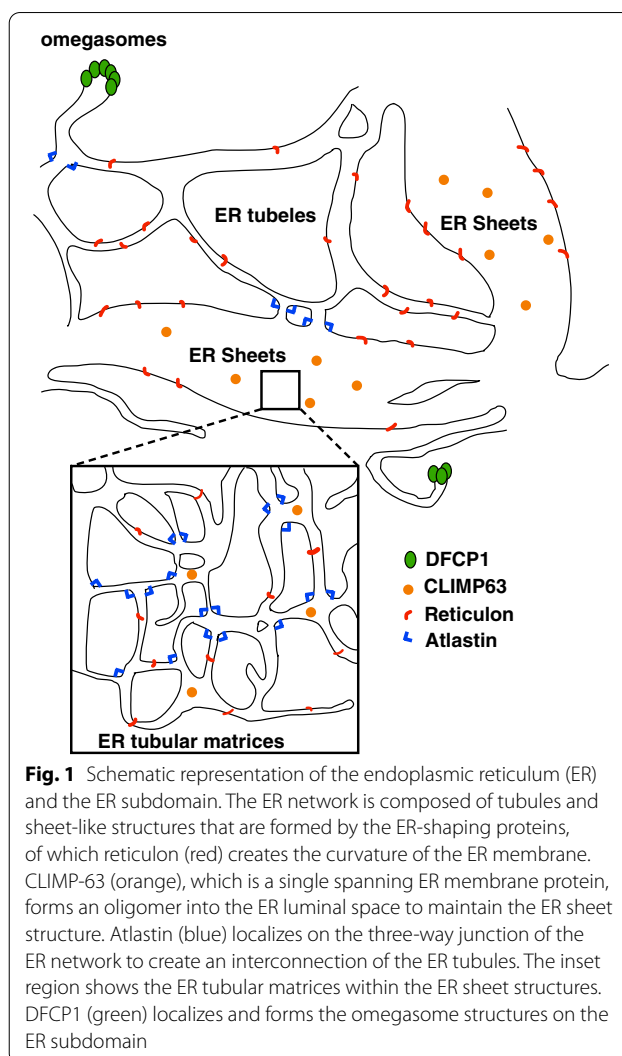 omegasomes
ER tubeles
ER Sheets
ER Sheets
DFCP1
CLIMP63
Reticulon
Atlastin
ER tubular matrices
Fig. 1 Schematic representation of the endoplasmic reticulum (ER)
and the ER subdomain. The ER network is composed of tubules and
sheet-like structures that are formed by the ER-shaping proteins,
of which reticulon (red) creates the curvature of the ER membrane.
CLIMP-63 (orange), which is a single spanning ER membrane protein,
forms an oligomer into the ER luminal space to maintain the ER sheet
structure. Atlastin (blue) localizes on the three-way junction of the
ER network to create an interconnection of the ER tubules. The inset
region shows the ER tubular matrices within the ER sheet structures.
DFCP1 (green) localizes and forms the omegasome structures on the
ER subdomain